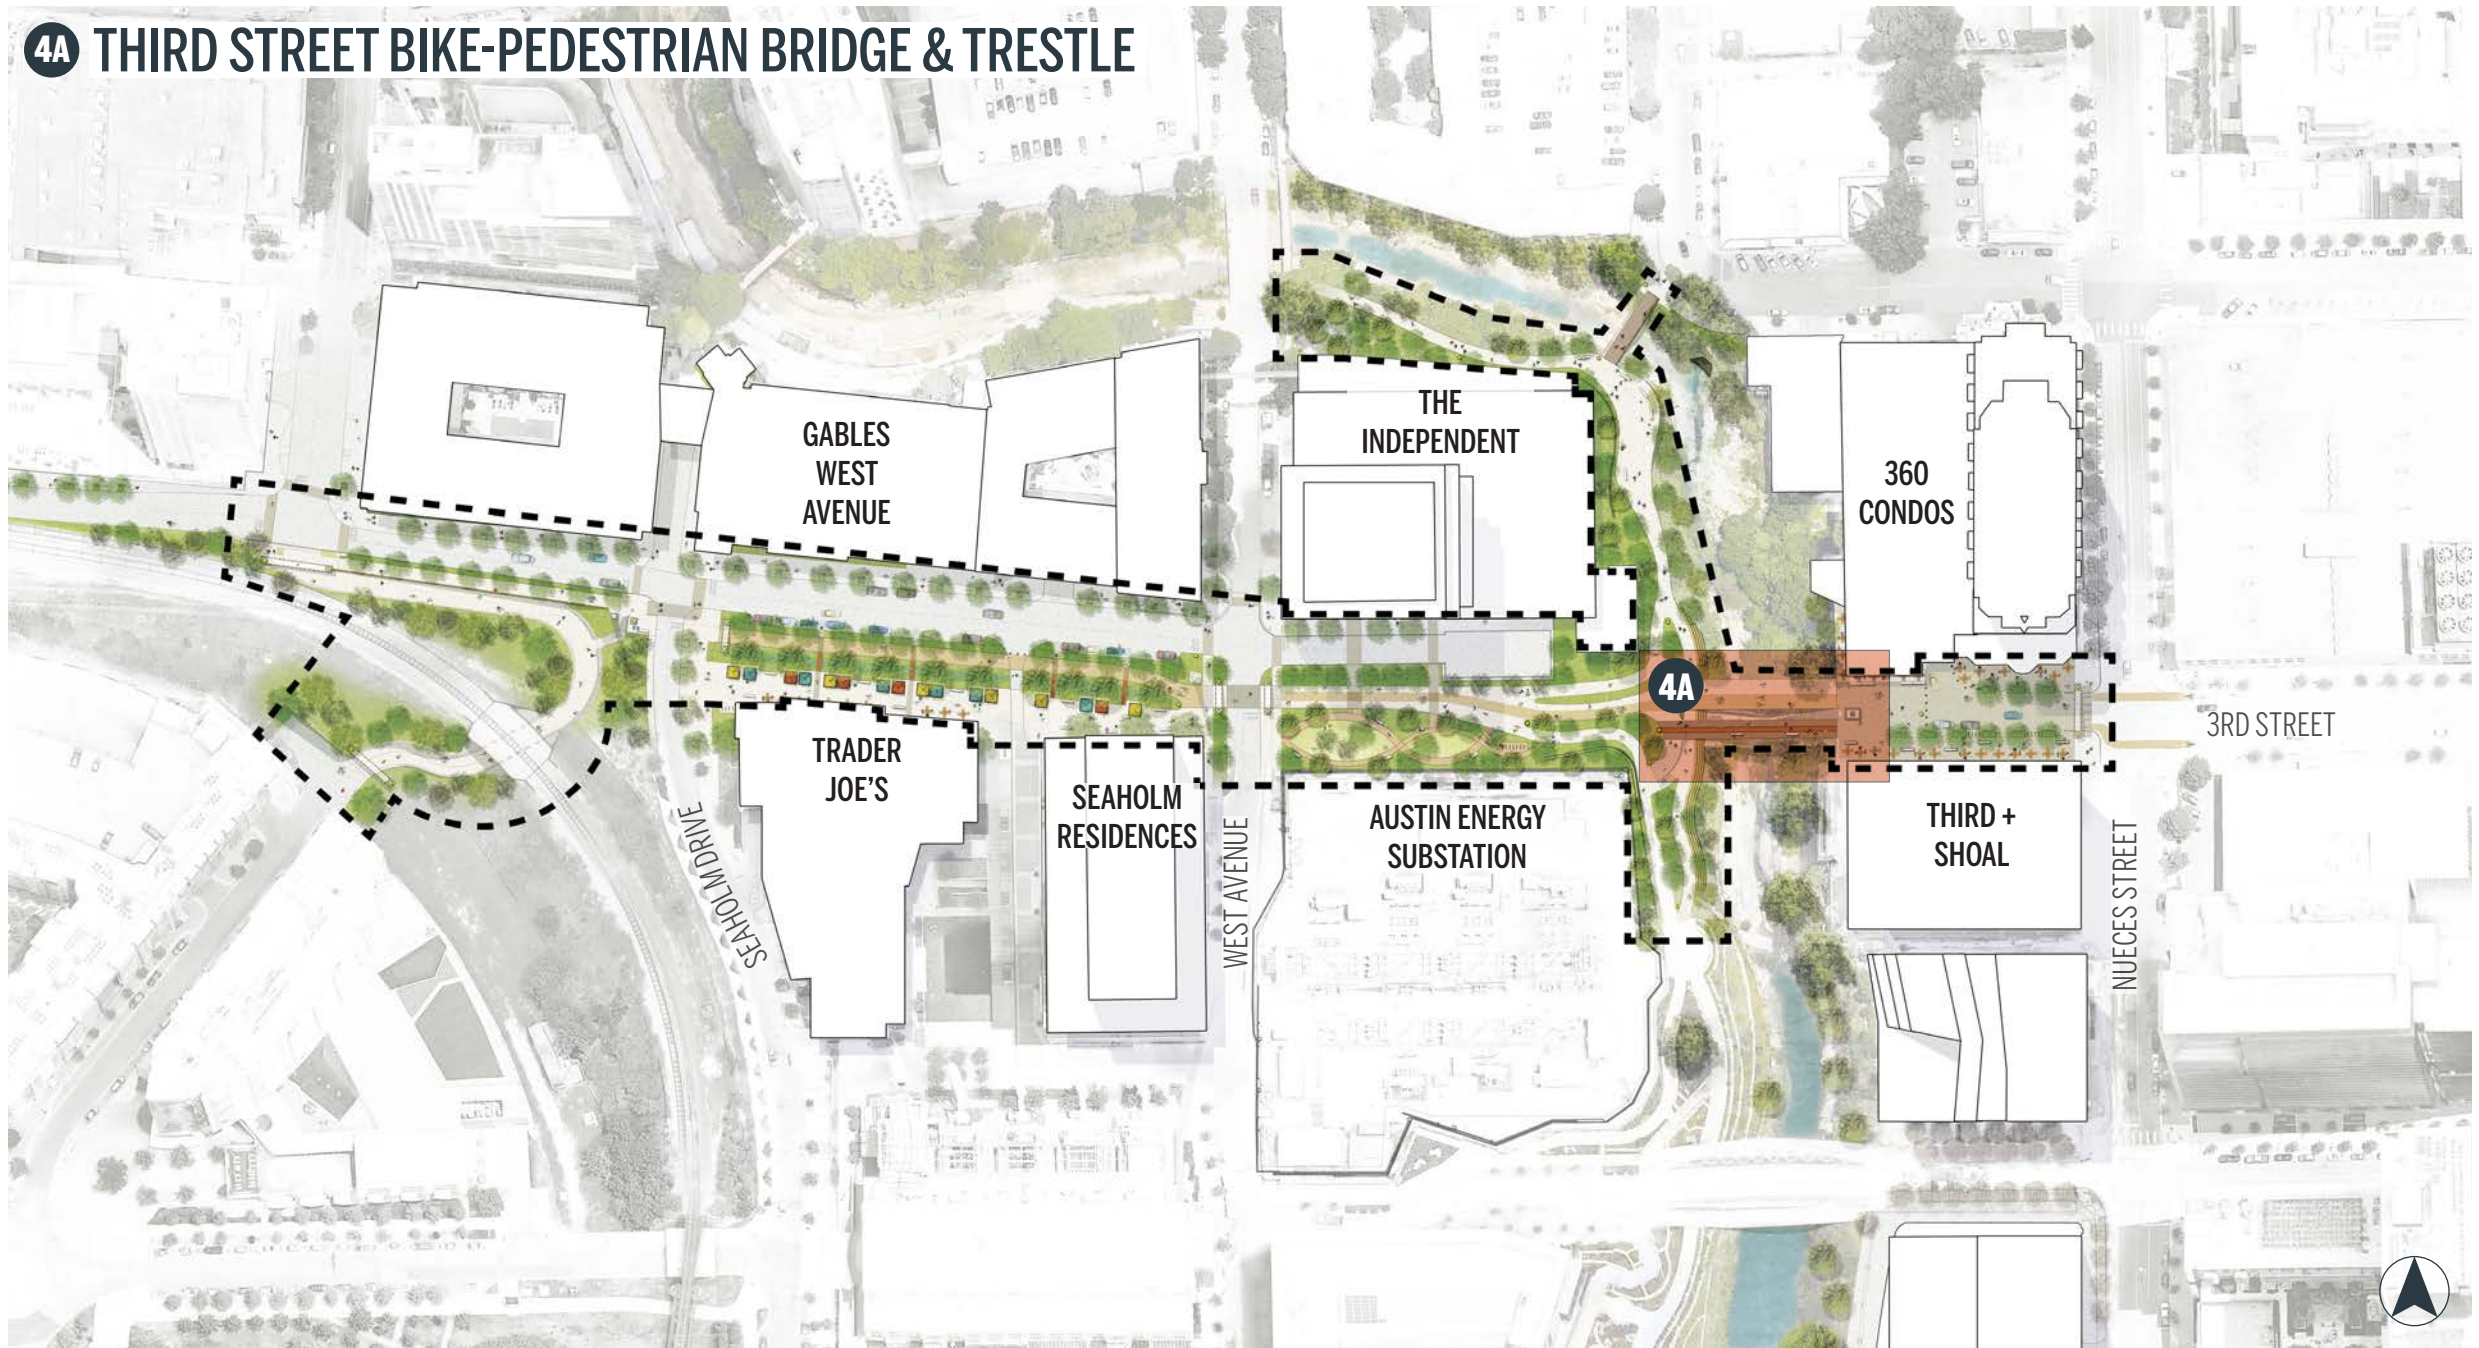 4A THIRD STREET BIKE-PEDESTRIAN BRIDGE & TRESTLE
GABLES
WEST
AVENUE
THE
INDEPENDENT
360
CONDOS
4A
3RD STREET
TRADER
JOE'S
SEAHOLM
RESIDENCES
AUSTIN ENERGY
SUBSTATION
THIRD +
SHOAL
SEAHOLM DRIVE
WEST AVENUE
NUECES STREET